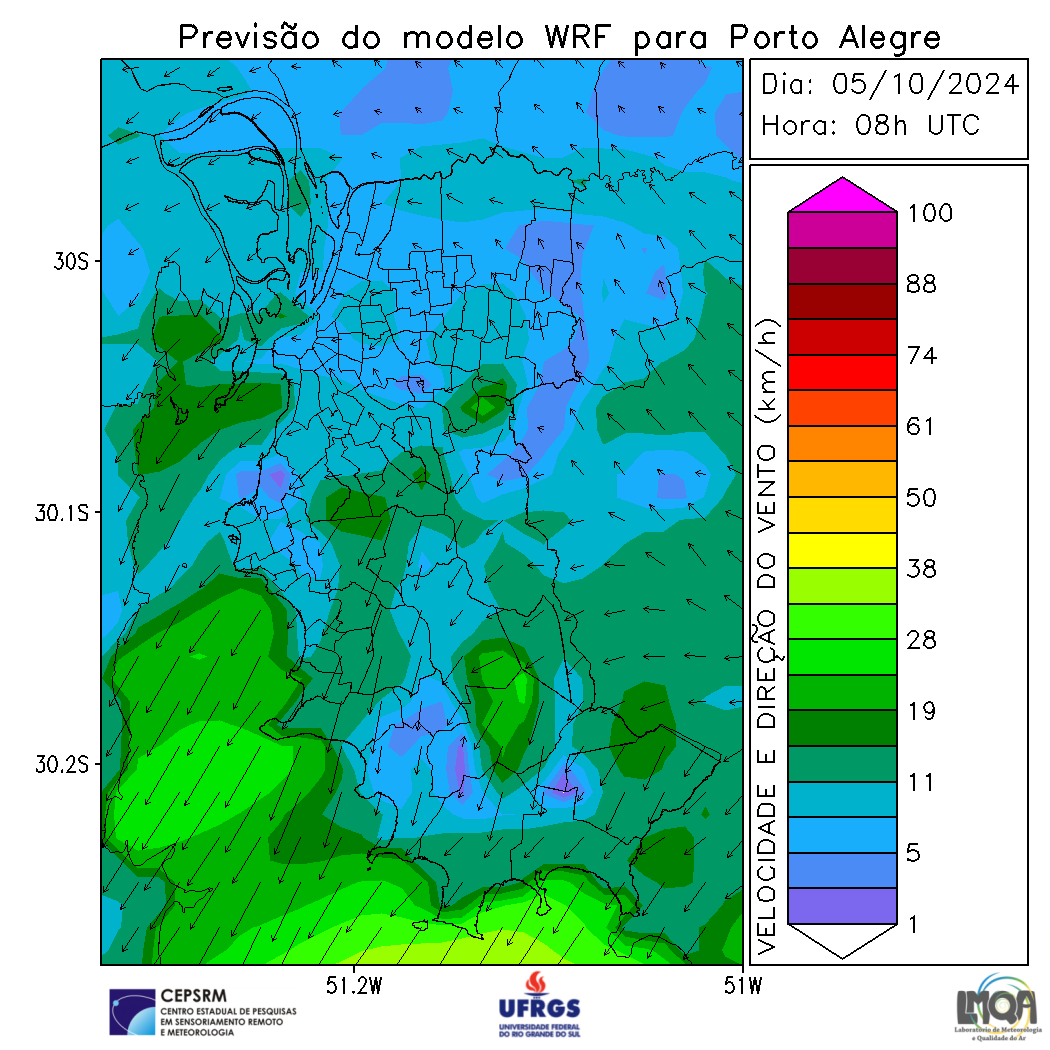 Previsão do modelo WRF para Porto Alegre
Dia: 05/10/2024
Hora: 08h UTC
30S
30.1S
30.2S
51.2W
51W
VELOCIDADE E DIREÇÃO DO VENTO (km/h)
100
88
74
61
50
38
28
19
11
5
1
CEPSRM
CENTRO ESTADUAL DE PESQUISAS
EM SENSORIAMENTO REMOTO
E METEOROLOGIA
UFRGS
UNIVERSIDADE FEDERAL
DO RIO GRANDE DO SUL
LMQA
Laboratório de Meteorologia
e Qualidade do Ar